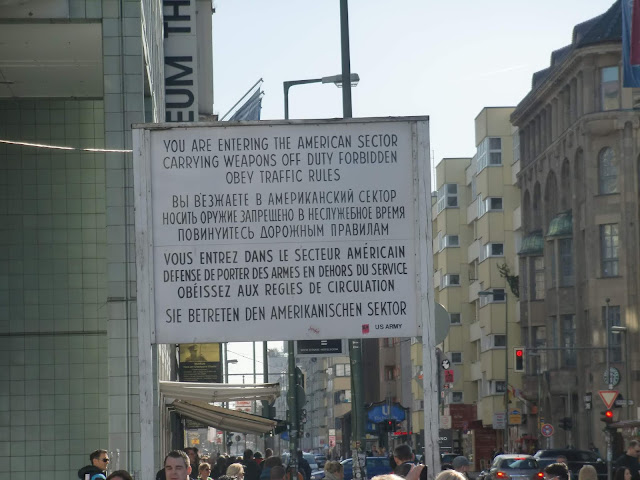 EUM THE
YOU ARE ENTERING THE AMERICAN SECTOR
CARRYING WEAPONS OFF DUTY FORBIDDEN
OBEY TRAFFIC RULES
ВЫ ВЪЕЗЖАЕТЕ В АМЕРИКАНСКИЙ СЕКТОР
НОСИТЬ ОРУЖИЕ ЗАПРЕЩЕНО В НЕСЛУЖЕБНОЕ ВРЕМЯ
ПОВИНУЙТЕСЬ ДОРОЖНЫМ ПРАВИЛАМ
VOUS ENTREZ DANS LE SECTEUR AMÉRICAIN
DEFENSE DE PORTER DES ARMES EN DEHORS DU SERVICE
OBÉISSEZ AUX REGLES DE CIRCULATION
SIE BETRETEN DEN AMERIKANISCHEN SEKTOR
US ARMY